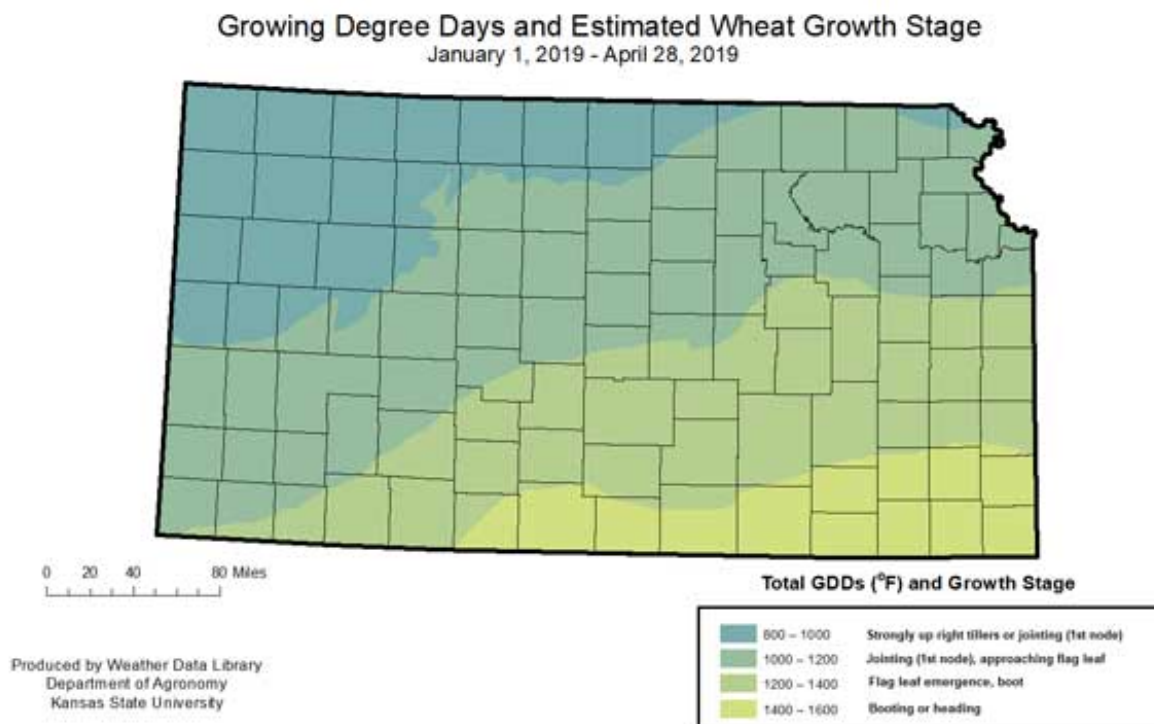 Growing Degree Days and Estimated Wheat Growth Stage
January 1, 2019 - April 28, 2019
0 20 40 80 Miles
Total GDDs (⁰F) and Growth Stage
800 – 1000 Strongly up right tillers or jointing (1st node)
1000 – 1200 Jointing (1st node), approaching flag leaf
1200 – 1400 Flag leaf emergence, boot
1400 – 1600 Booting or heading
Produced by Weather Data Library
Department of Agronomy
Kansas State University